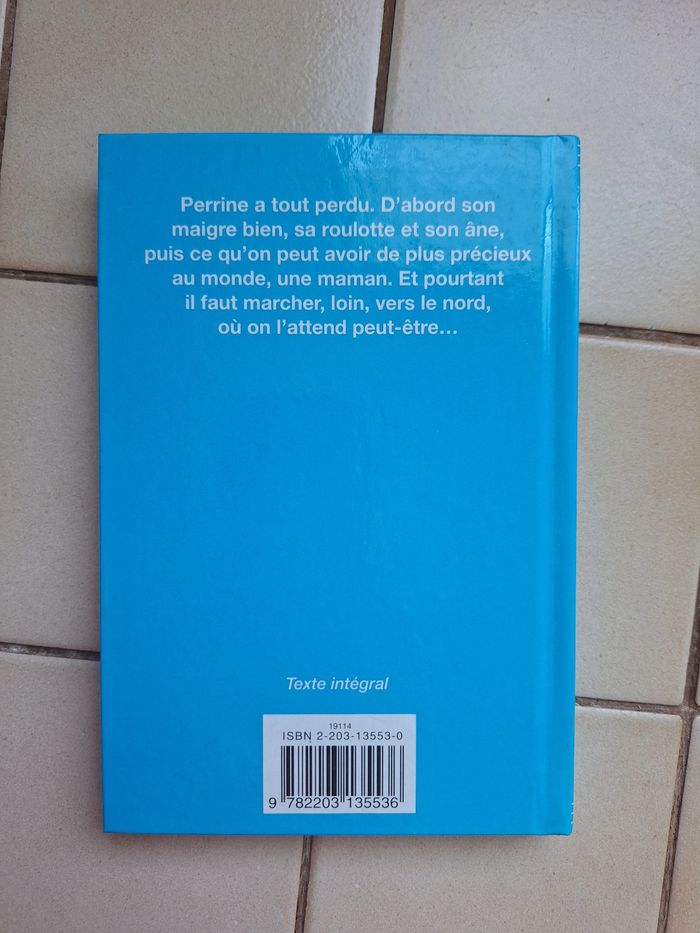 Perrine a tout perdu. D'abord son
maigre bien, sa roulotte et son âne,
puis ce qu'on peut avoir de plus précieux
au monde, une maman. Et pourtant
il faut marcher, loin, vers le nord,
où on l'attend peut-être…
Texte intégral
19114
ISBN 2-203-13553-0
9 782203 135536